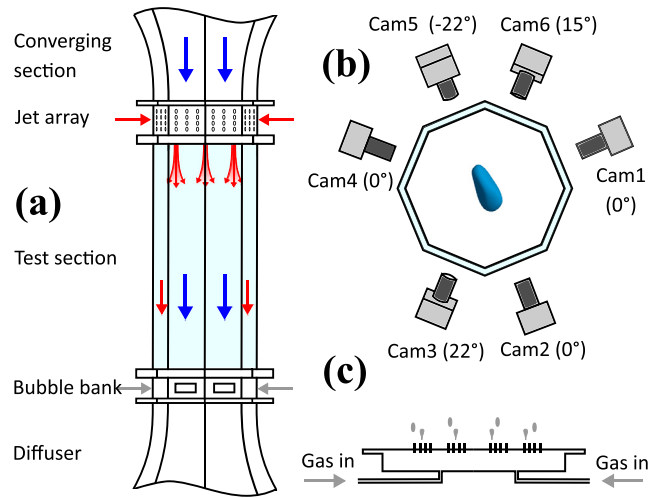 Converging
section
Jet array
(a)
Test section
Bubble bank
Diffuser
(b)
Cam5 (-22°)
Cam6 (15°)
Cam4 (0°)
Cam1
(0°)
Cam3 (22°)
Cam2 (0°)
(c)
Gas in
Gas in